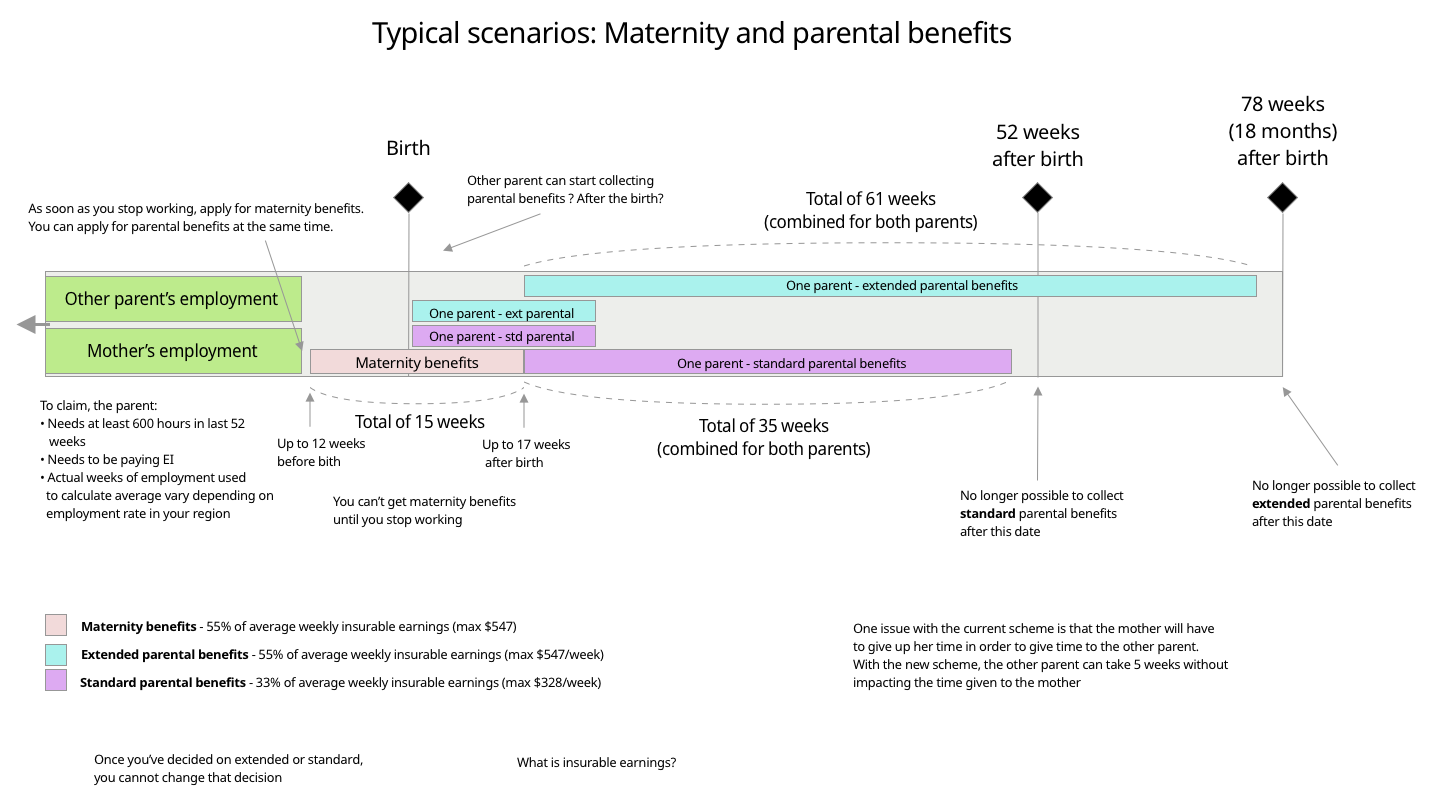 Typical scenarios: Maternity and parental benefits
78 weeks
(18 months)
after birth
52 weeks
after birth
Birth
Other parent can start collecting
parental benefits ? After the birth?
As soon as you stop working, apply for maternity benefits.
You can apply for parental benefits at the same time.
Total of 61 weeks
(combined for both parents)
Other parent’s employment
One parent - extended parental benefits
One parent - ext parental
One parent - std parental
Mother’s employment
Maternity benefits
One parent - standard parental benefits
To claim, the parent:
• Needs at least 600 hours in last 52
weeks
• Needs to be paying EI
• Actual weeks of employment used
to calculate average vary depending on
employment rate in your region
Total of 15 weeks
Up to 12 weeks
before bith
Up to 17 weeks
after birth
Total of 35 weeks
(combined for both parents)
You can’t get maternity benefits
until you stop working
No longer possible to collect
standard parental benefits
after this date
No longer possible to collect
extended parental benefits
after this date
Maternity benefits - 55% of average weekly insurable earnings (max $547)
Extended parental benefits - 55% of average weekly insurable earnings (max $547/week)
Standard parental benefits - 33% of average weekly insurable earnings (max $328/week)
One issue with the current scheme is that the mother will have
to give up her time in order to give time to the other parent.
With the new scheme, the other parent can take 5 weeks without
impacting the time given to the mother
Once you’ve decided on extended or standard,
you cannot change that decision
What is insurable earnings?